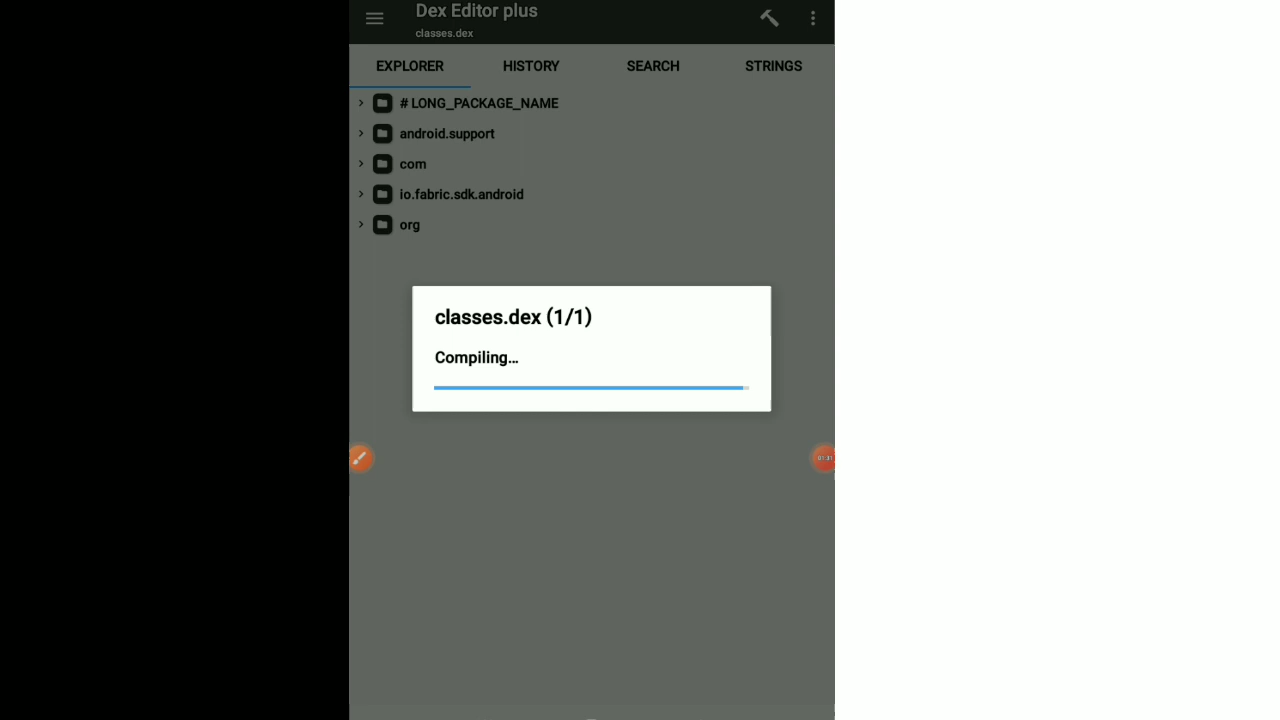 Dex Editor plus
classes.dex
EXPLORER HISTORY SEARCH STRINGS
# LONG_PACKAGE_NAME
android.support
com
io.fabric.sdk.android
org
classes.dex (1/1)
Compiling...